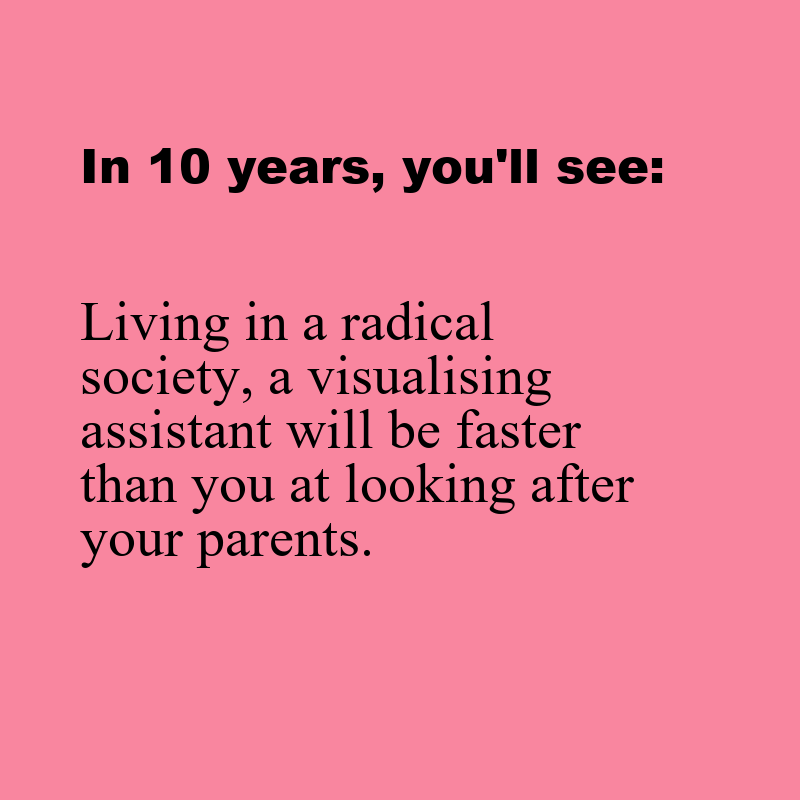 In 10 years, you'll see:
Living in a radical
society, a visualising
assistant will be faster
than you at looking after
your parents.